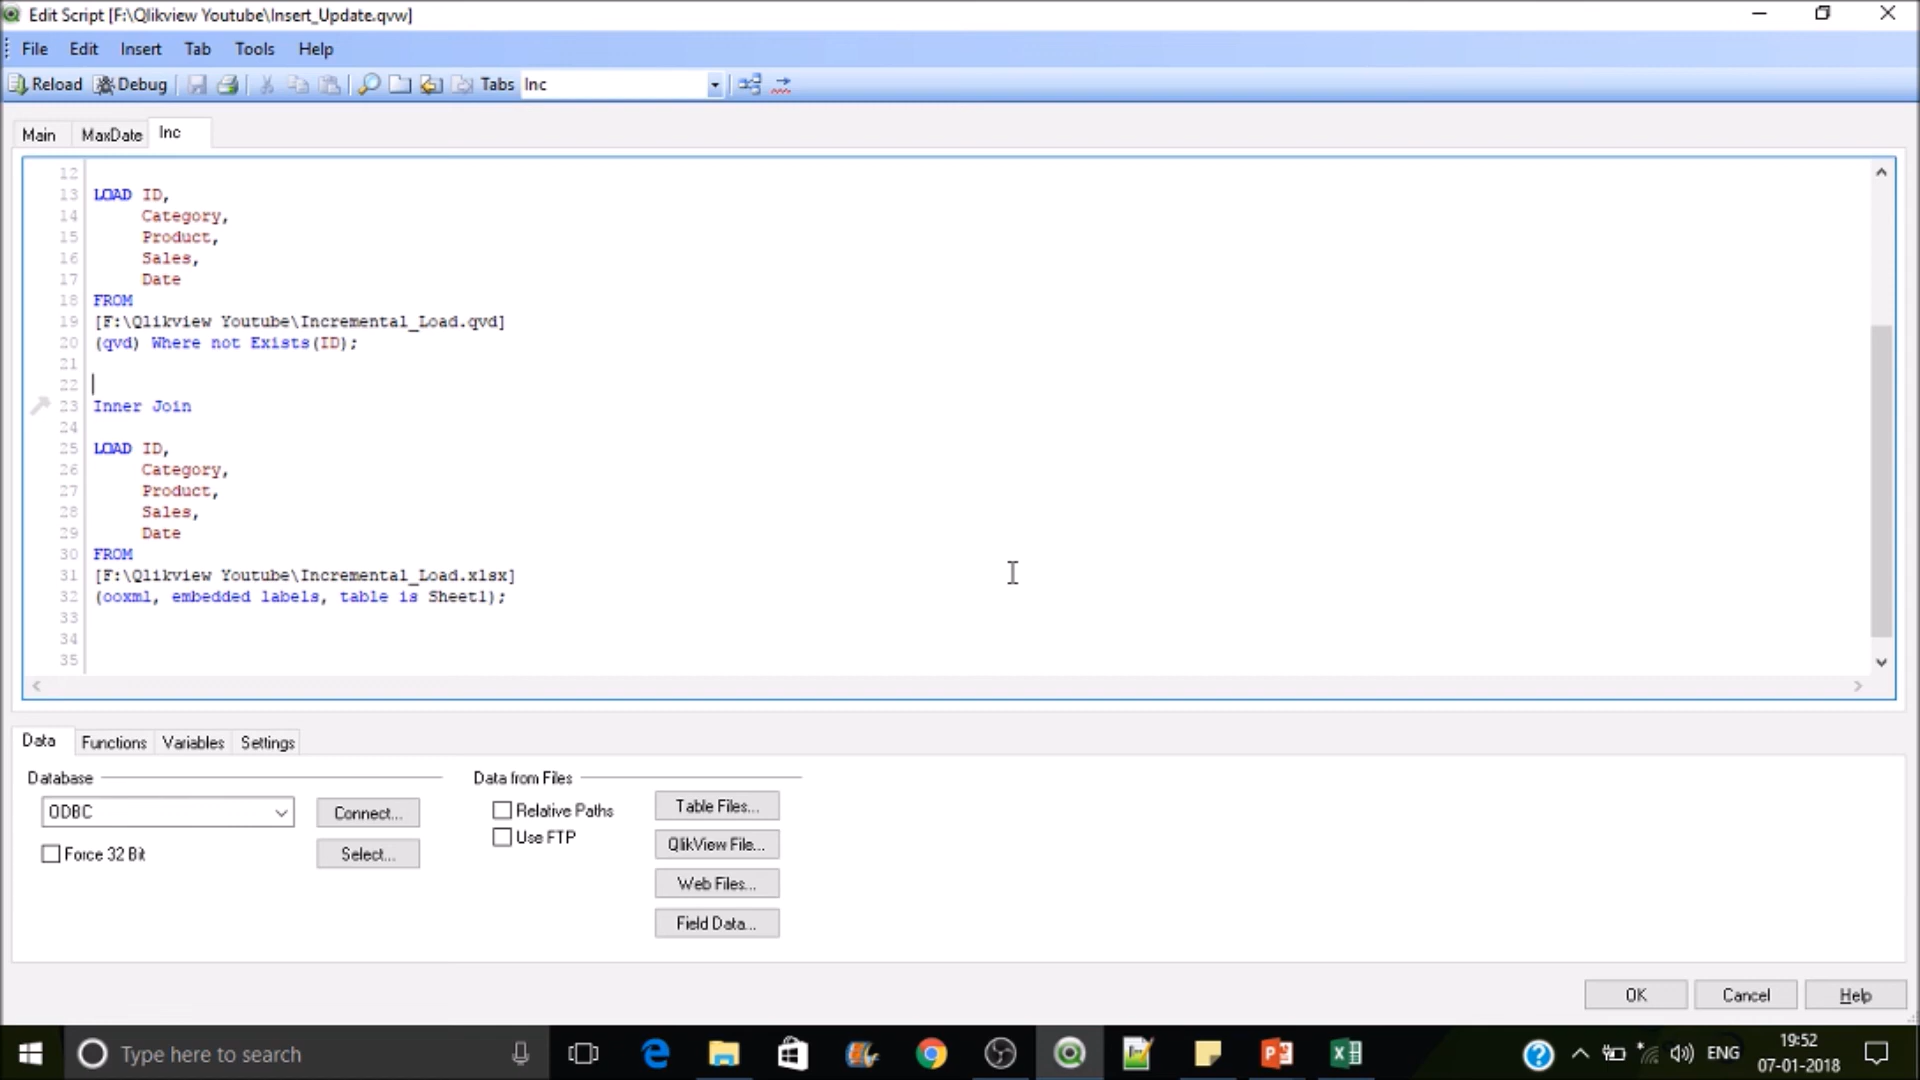 Edit Script [F:\Qlikview Youtube\Insert_Update.qvw]
File Edit Insert Tab Tools Help
Reload Debug Tabs Inc
Main MaxDate Inc
12
13 LOAD ID,
14 Category,
15 Product,
16 Sales,
17 Date
18 FROM
19 [F:\Qlikview Youtube\Incremental_Load.qvd]
20 (qvd) Where not Exists(ID);
21
22
23 Inner Join
24
25 LOAD ID,
26 Category,
27 Product,
28 Sales,
29 Date
30 FROM
31 [F:\Qlikview Youtube\Incremental_Load.xlsx]
32 (ooxml, embedded labels, table is Sheet1);
33
34
35
Data Functions Variables Settings
Database Data from Files
ODBC Connect... Relative Paths Table Files...
Use FTP QlikView File...
Force 32 Bit Select...
Web Files...
Field Data...
OK Cancel Help
Type here to search ENG 19:52
07-01-2018